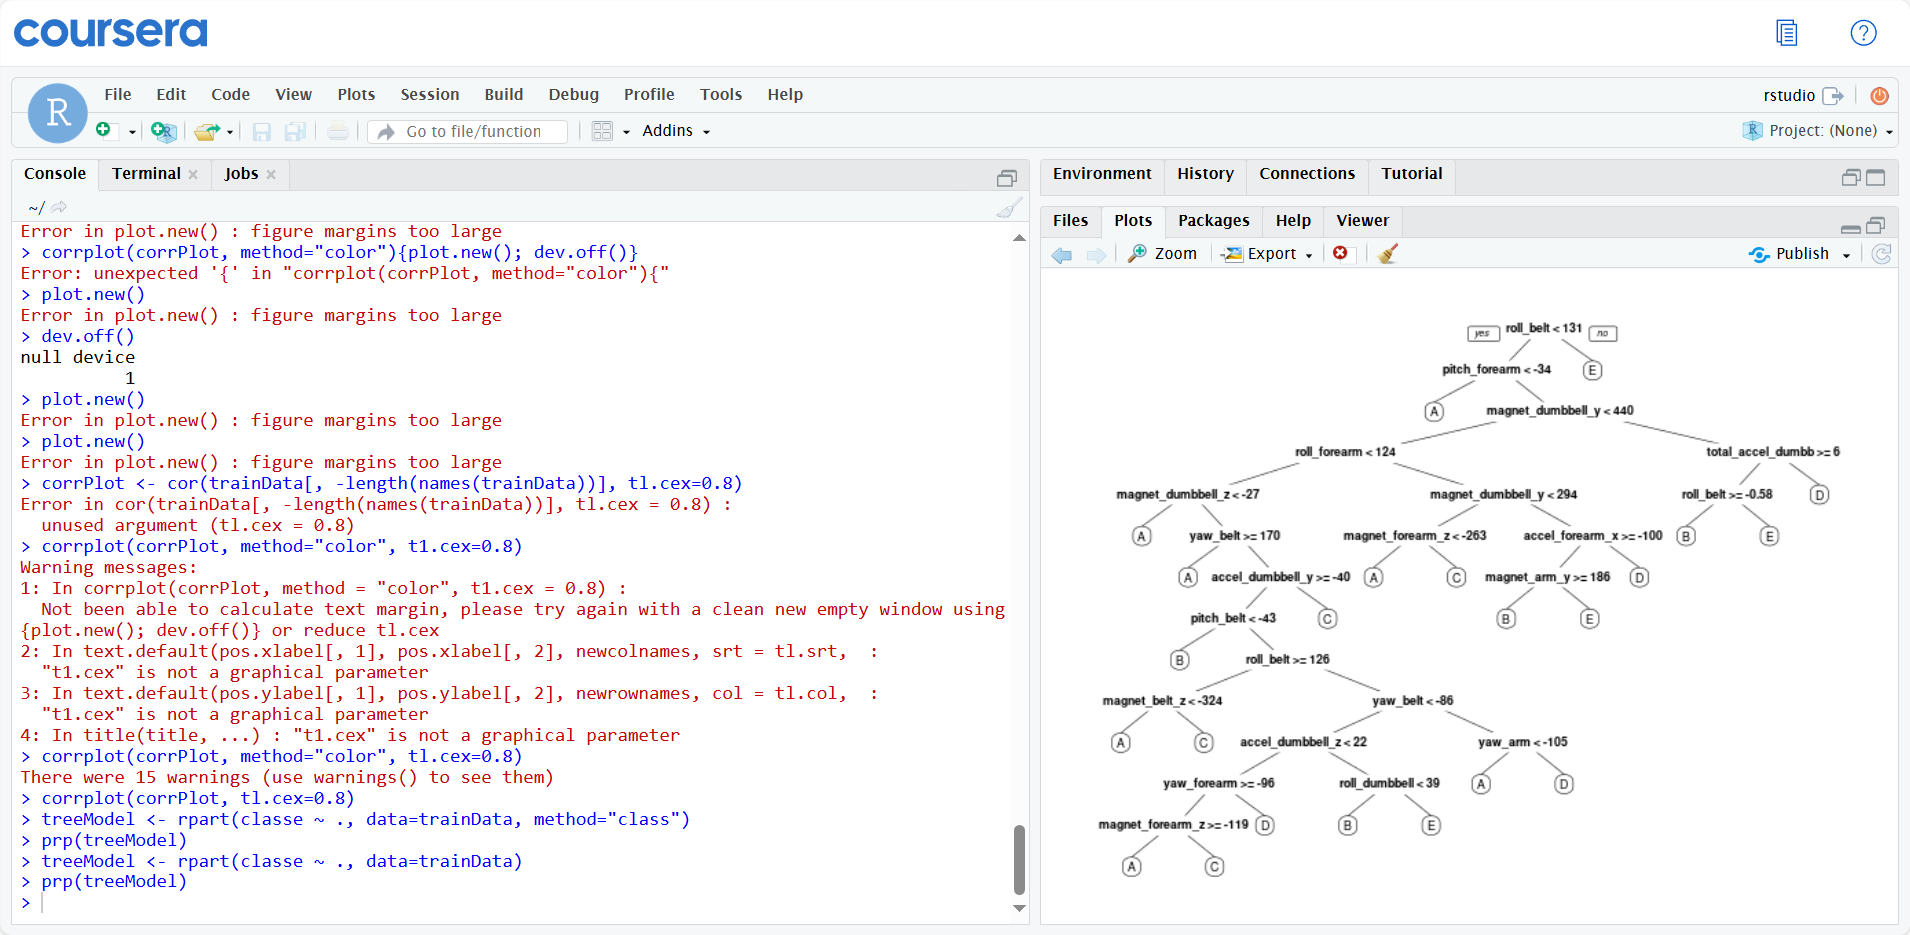 coursera
File Edit Code View Plots Session Build Debug Profile Tools Help
rstudio
R
Go to file/function
Addins
Project: (None)
Console Terminal Jobs
~/
Error in plot.new() : figure margins too large
> corrplot(corrPlot, method="color"){plot.new(); dev.off()}
Error: unexpected '{' in "corrplot(corrPlot, method="color"){"
> plot.new()
Error in plot.new() : figure margins too large
> dev.off()
null device
1
> plot.new()
Error in plot.new() : figure margins too large
> plot.new()
Error in plot.new() : figure margins too large
> corrPlot <- cor(trainData[, -length(names(trainData))], tl.cex=0.8)
Error in cor(trainData[, -length(names(trainData))], tl.cex = 0.8) :
unused argument (tl.cex = 0.8)
> corrplot(corrPlot, method="color", t1.cex=0.8)
Warning messages:
1: In corrplot(corrPlot, method = "color", t1.cex = 0.8) :
Not been able to calculate text margin, please try again with a clean new empty window using
{plot.new(); dev.off()} or reduce tl.cex
2: In text.default(pos.xlabel[, 1], pos.xlabel[, 2], newcolnames, srt = tl.srt, :
"t1.cex" is not a graphical parameter
3: In text.default(pos.ylabel[, 1], pos.ylabel[, 2], newrownames, col = tl.col, :
"t1.cex" is not a graphical parameter
4: In title(title, ...) : "t1.cex" is not a graphical parameter
> corrplot(corrPlot, method="color", tl.cex=0.8)
There were 15 warnings (use warnings() to see them)
> corrplot(corrPlot, tl.cex=0.8)
> treeModel <- rpart(classe ~ ., data=trainData, method="class")
> prp(treeModel)
> treeModel <- rpart(classe ~ ., data=trainData)
> prp(treeModel)
>
Environment History Connections Tutorial
Files Plots Packages Help Viewer
Zoom Export Publish
yes roll_belt < 131 no
pitch_forearm < -34 E
A magnet_dumbbell_y < 440
roll_forearm < 124 total_accel_dumbb >= 6
magnet_dumbbell_z < -27 magnet_dumbbell_y < 294 roll_belt >= -0.58 D
A yaw_belt >= 170 magnet_forearm_z < -263 accel_forearm_x >= -100 B E
A accel_dumbbell_y >= -40 A C magnet_arm_y >= 186 D
pitch_belt < -43 C B E
B roll_belt >= 126
magnet_belt_z < -324 yaw_belt < -86
A C accel_dumbbell_z < 22 yaw_arm < -105
yaw_forearm >= -96 roll_dumbbell < 39 A D
magnet_forearm_z >= -119 D B E
A C